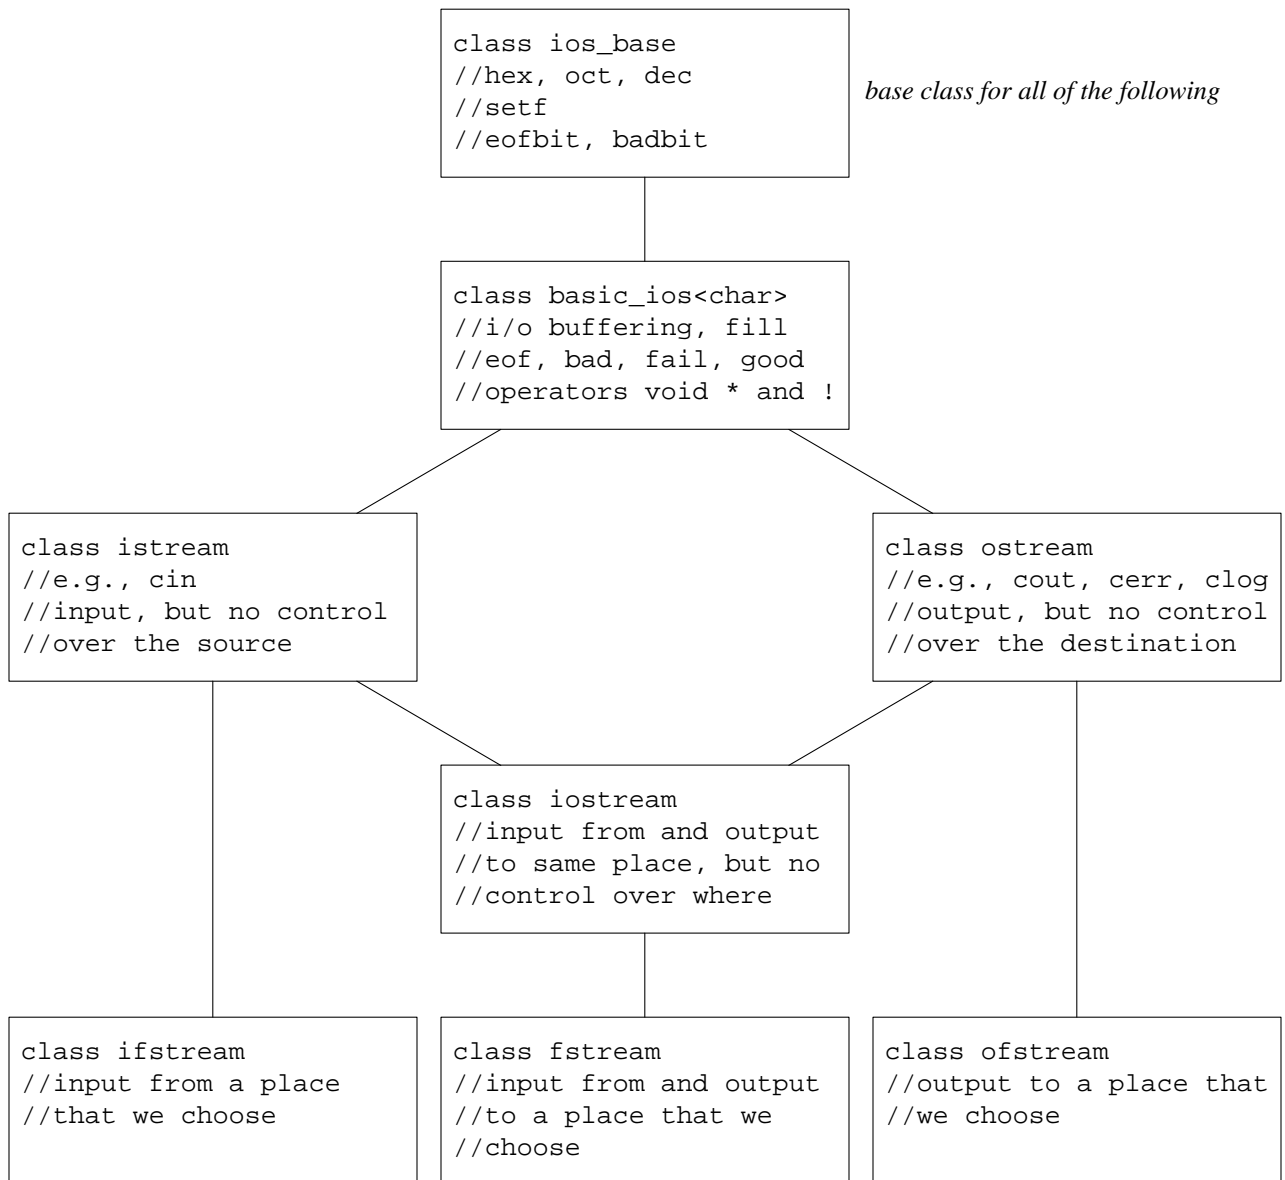 class ios_base
//hex, oct, dec
//setf
//eofbit, badbit
base class for all of the following
class basic_ios<char>
//i/o buffering, fill
//eof, bad, fail, good
//operators void * and !
class istream
//e.g., cin
//input, but no control
//over the source
class ostream
//e.g., cout, cerr, clog
//output, but no control
//over the destination
class iostream
//input from and output
//to same place, but no
//control over where
class ifstream
//input from a place
//that we choose
class fstream
//input from and output
//to a place that we
//choose
class ofstream
//output to a place that
//we choose